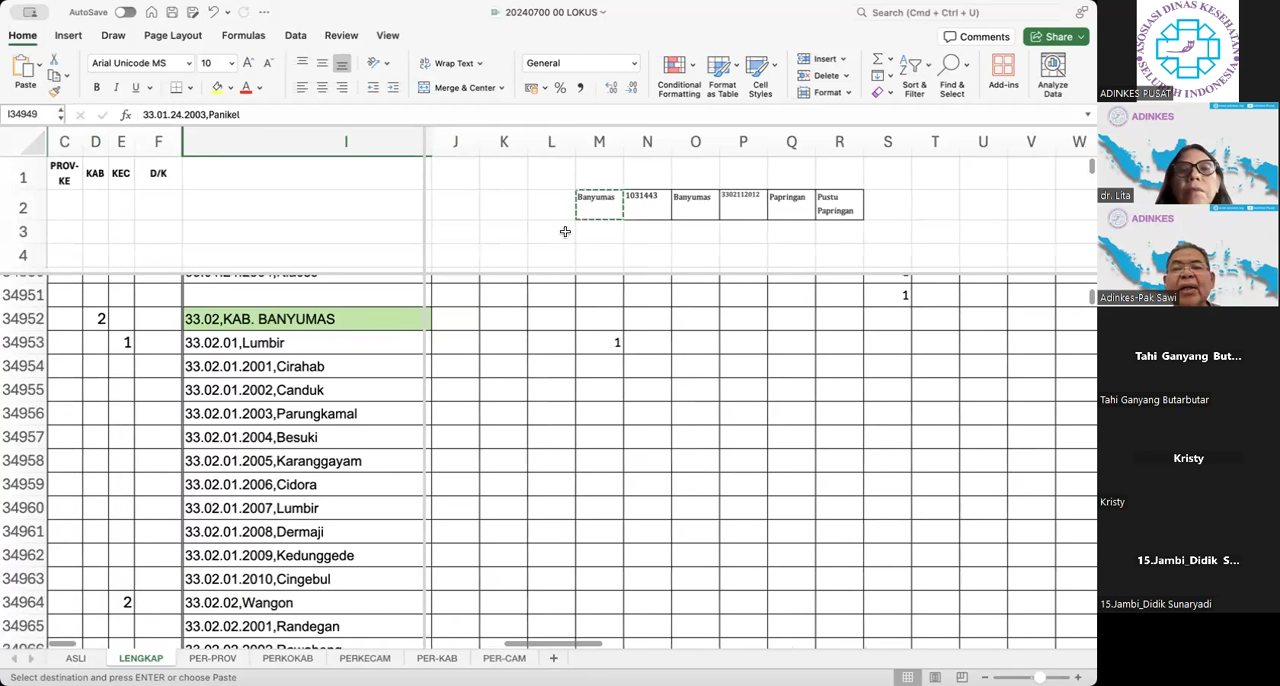 AutoSave
20240700 00 LOKUS
Search (Cmd + Ctrl + U)
Home Insert Draw Page Layout Formulas Data Review View
Comments Share
Paste
Arial Unicode MS 10
B I U
Wrap Text
Merge & Center
General
Conditional Formatting
Format as Table
Cell Styles
Insert
Delete
Format
Sort & Filter
Find & Select
Add-ins
Analyze Data
I34949 fx 33.01.24.2003,Panikel
C D E F I J K L M N O P Q R S T U V W
1 PROV-KE KAB KEC D/K
2 Banyumas 1031443 Banyumas 3302112012 Papringan Pustu Papringan
3
4
34951 1
34952 2 33.02,KAB. BANYUMAS
34953 1 33.02.01,Lumbir 1
34954 33.02.01.2001,Cirahab
34955 33.02.01.2002,Canduk
34956 33.02.01.2003,Parungkamal
34957 33.02.01.2004,Besuki
34958 33.02.01.2005,Karanggayam
34959 33.02.01.2006,Cidora
34960 33.02.01.2007,Lumbir
34961 33.02.01.2008,Dermaji
34962 33.02.01.2009,Kedunggede
34963 33.02.01.2010,Cingebul
34964 2 33.02.02,Wangon
34965 33.02.02.2001,Randegan
ASLI LENGKAP PER-PROV PERKOKAB PERKECAM PER-KAB PER-CAM
Select destination and press ENTER or choose Paste
ASOSIASI DINAS KESEHATAN
SELURUH INDONESIA
ADINKES PUSAT
ADINKES
dr. Lita
ADINKES
Adinkes-Pak Sawi
Tahi Ganyang But...
Tahi Ganyang Butarbutar
Kristy
Kristy
15.Jambi_Didik S...
15.Jambi_Didik Sunaryadi